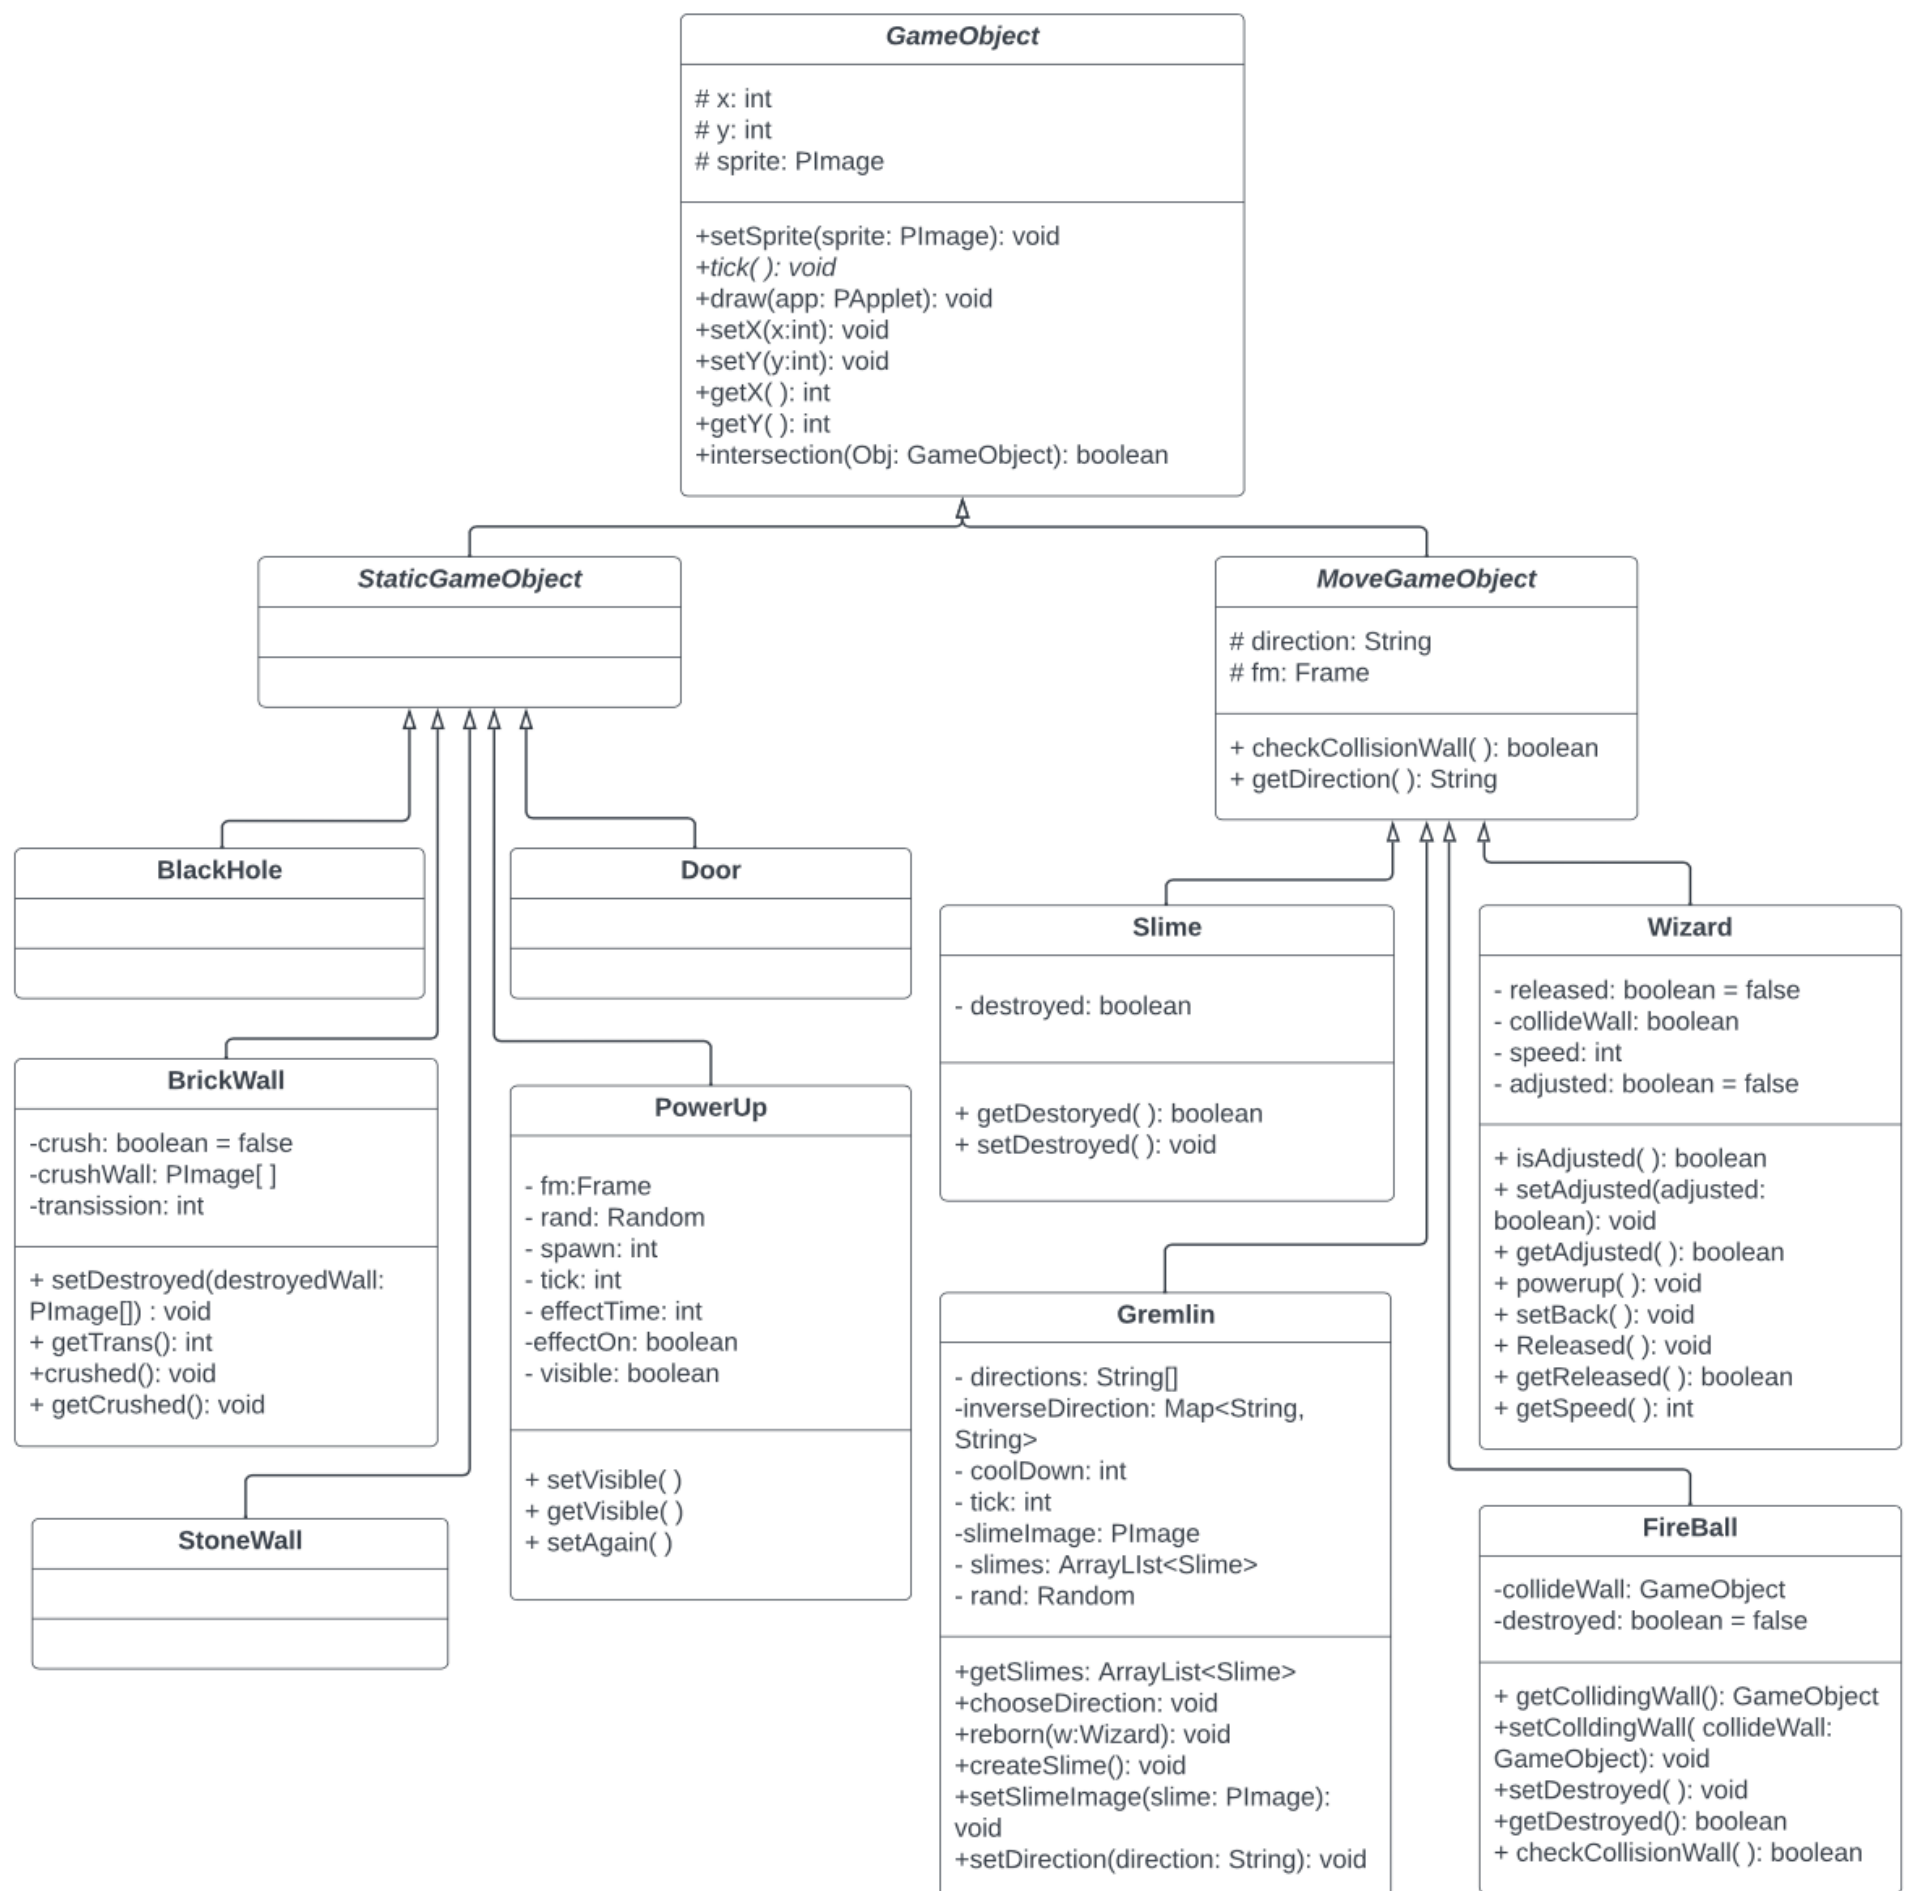 GameObject
# x: int
# y: int
# sprite: PImage
+setSprite(sprite: PImage): void
+tick( ): void
+draw(app: PApplet): void
+setX(x:int): void
+setY(y:int): void
+getX( ): int
+getY( ): int
+intersection(Obj: GameObject): boolean
StaticGameObject
MoveGameObject
# direction: String
# fm: Frame
+ checkCollisionWall( ): boolean
+ getDirection( ): String
BlackHole
Door
BrickWall
-crush: boolean = false
-crushWall: PImage[ ]
-transission: int
+ setDestroyed(destroyedWall:
PImage[]) : void
+ getTrans(): int
+crushed(): void
+ getCrushed(): void
PowerUp
- fm:Frame
- rand: Random
- spawn: int
- tick: int
- effectTime: int
-effectOn: boolean
- visible: boolean
+ setVisible( )
+ getVisible( )
+ setAgain( )
StoneWall
Slime
- destroyed: boolean
+ getDestoryed( ): boolean
+ setDestroyed( ): void
Wizard
- released: boolean = false
- collideWall: boolean
- speed: int
- adjusted: boolean = false
+ isAdjusted( ): boolean
+ setAdjusted(adjusted:
boolean): void
+ getAdjusted( ): boolean
+ powerup( ): void
+ setBack( ): void
+ Released( ): void
+ getReleased( ): boolean
+ getSpeed( ): int
Gremlin
- directions: String[]
-inverseDirection: Map<String,
String>
- coolDown: int
- tick: int
-slimeImage: PImage
- slimes: ArrayLIst<Slime>
- rand: Random
+getSlimes: ArrayList<Slime>
+chooseDirection: void
+reborn(w:Wizard): void
+createSlime(): void
+setSlimeImage(slime: PImage):
void
+setDirection(direction: String): void
FireBall
-collideWall: GameObject
-destroyed: boolean = false
+ getCollidingWall(): GameObject
+setColldingWall( collideWall:
GameObject): void
+setDestroyed( ): void
+getDestroyed(): boolean
+ checkCollisionWall( ): boolean